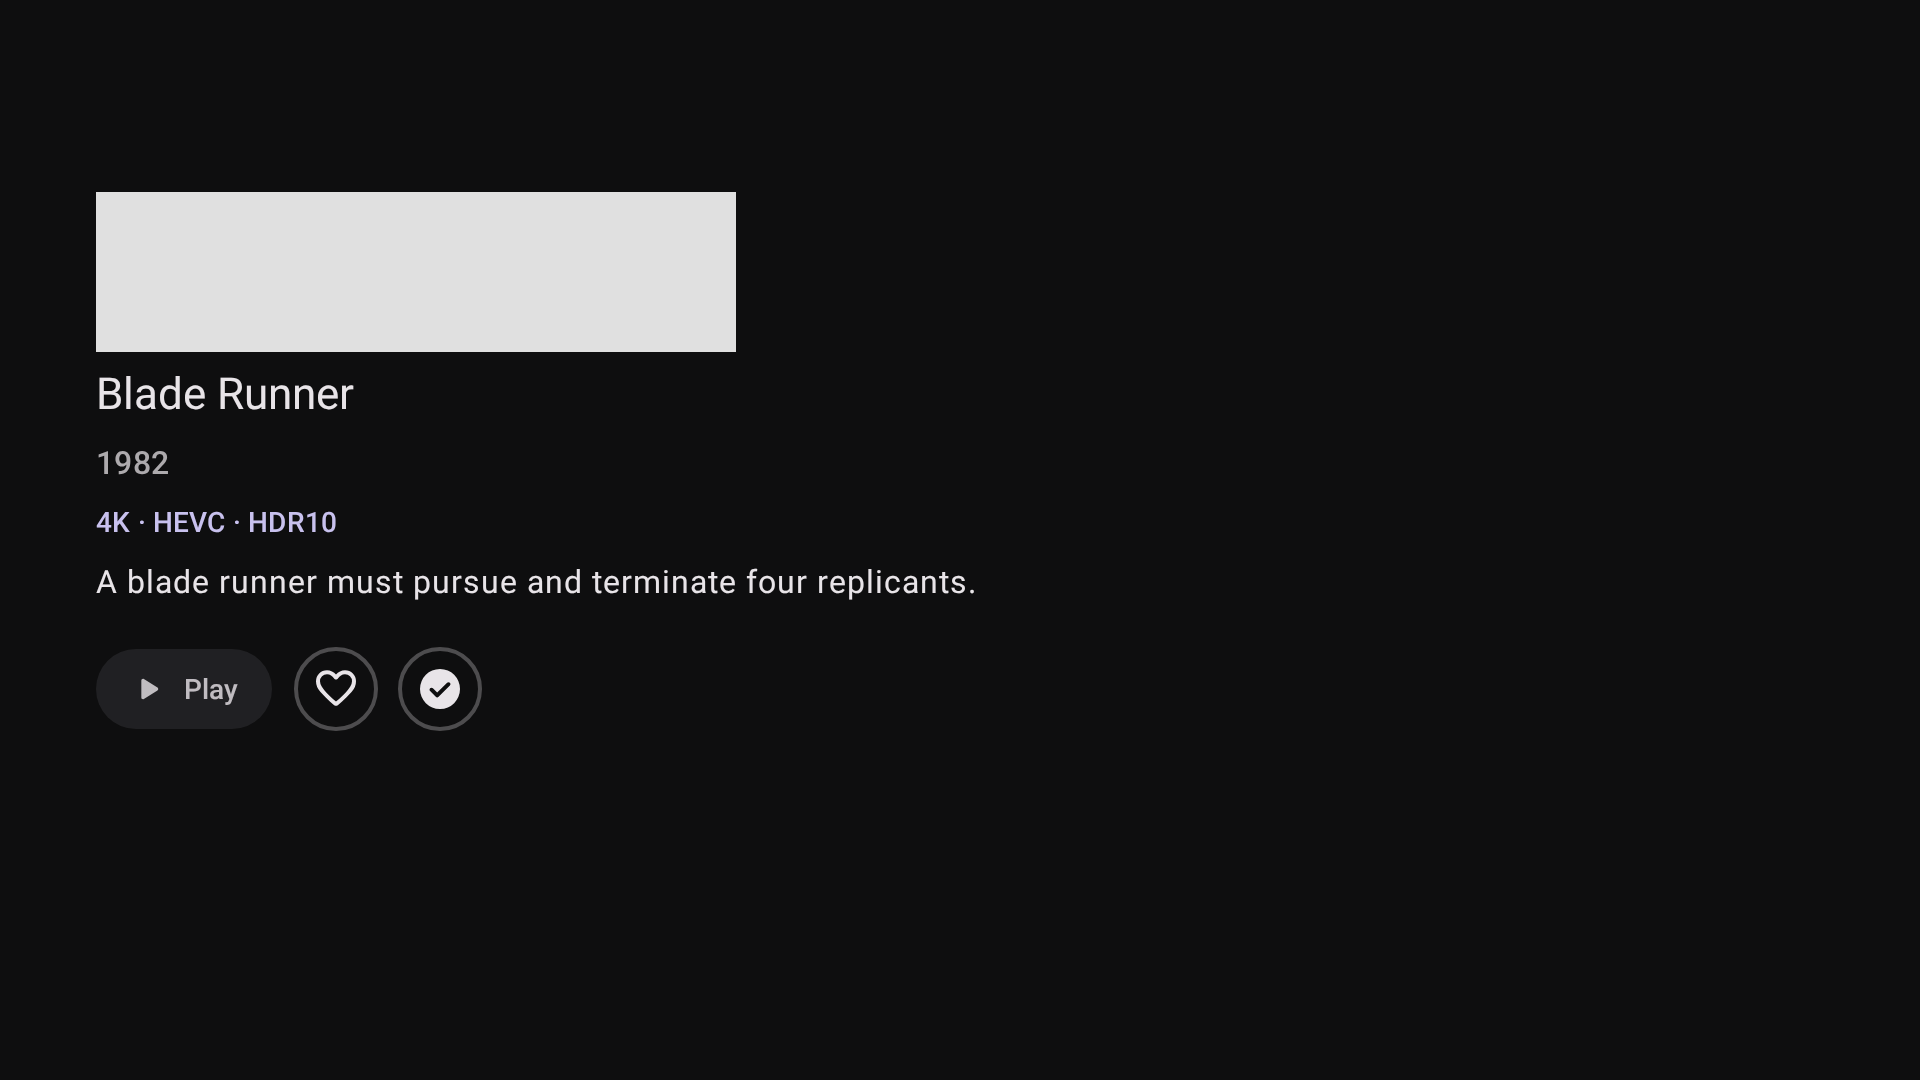 Blade Runner
1982
4K · HEVC · HDR10
A blade runner must pursue and terminate four replicants.
Play